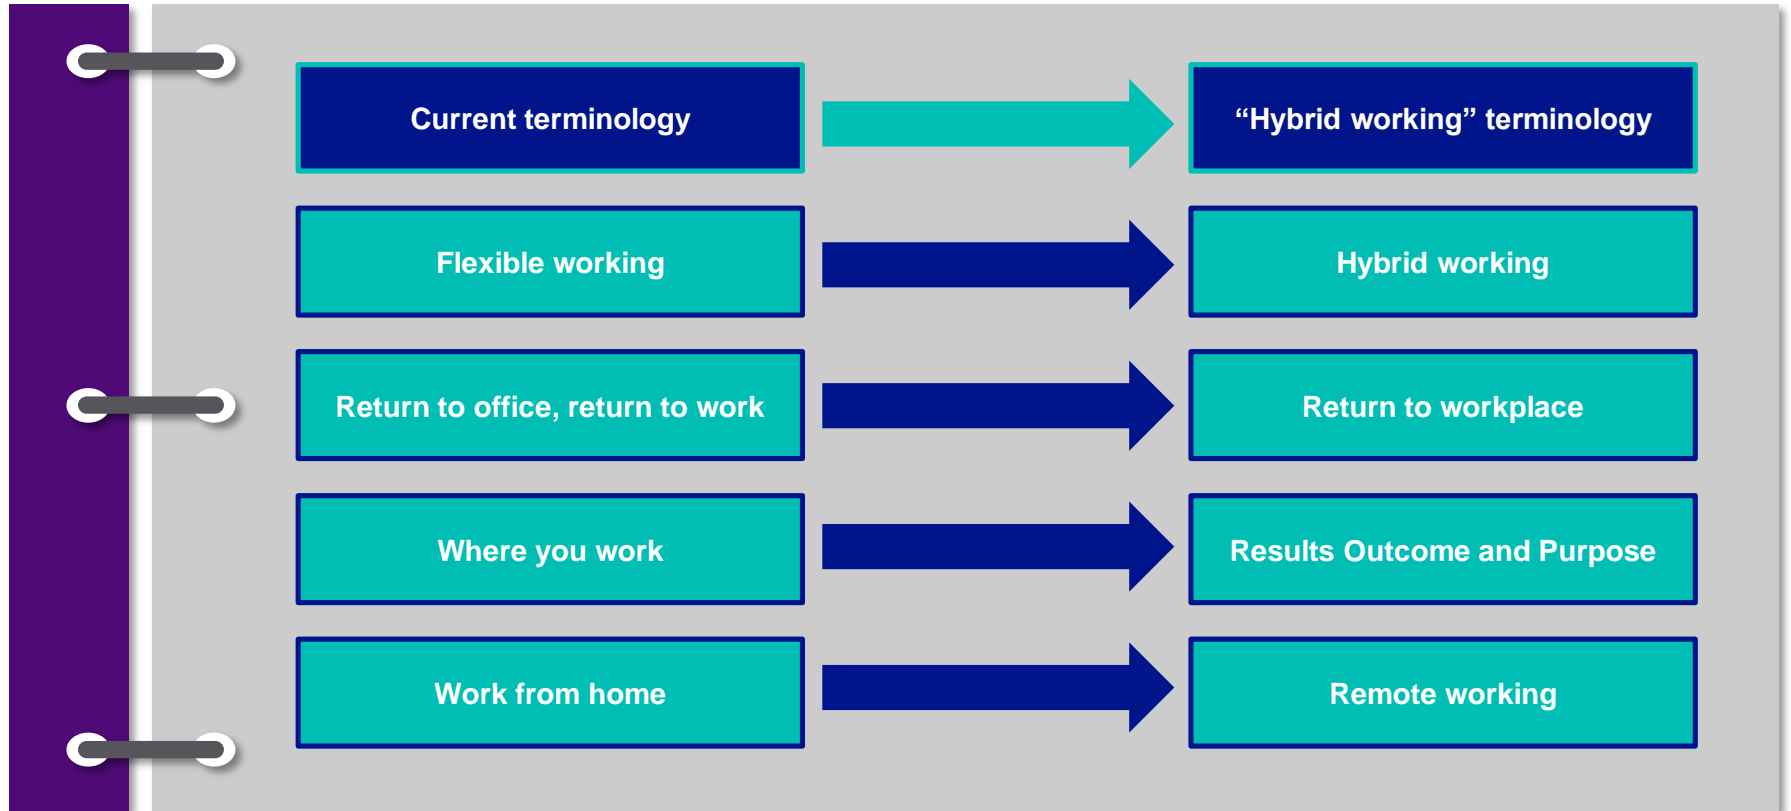 Current terminology
“Hybrid working” terminology
Flexible working
Hybrid working
Return to office, return to work
Return to workplace
Where you work
Results Outcome and Purpose
Work from home
Remote working